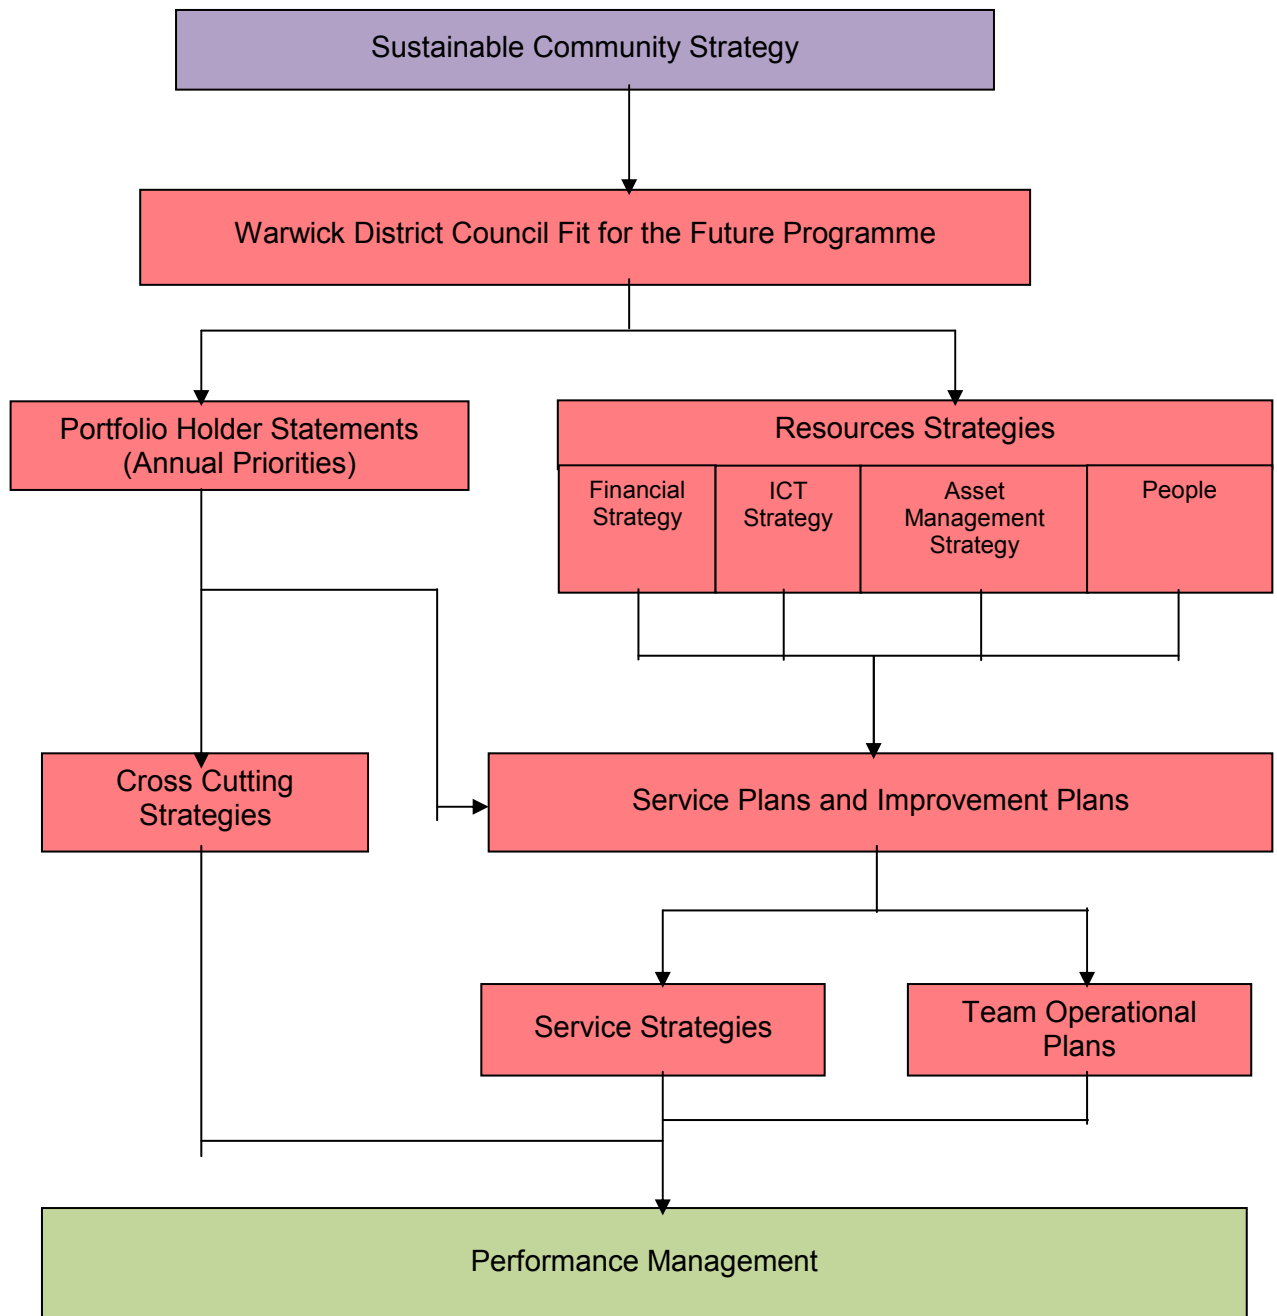 Sustainable Community Strategy
Warwick District Council Fit for the Future Programme
Portfolio Holder Statements
(Annual Priorities)
Resources Strategies
Financial
Strategy
ICT
Strategy
Asset
Management
Strategy
People
Cross Cutting
Strategies
Service Plans and Improvement Plans
Service Strategies
Team Operational
Plans
Performance Management